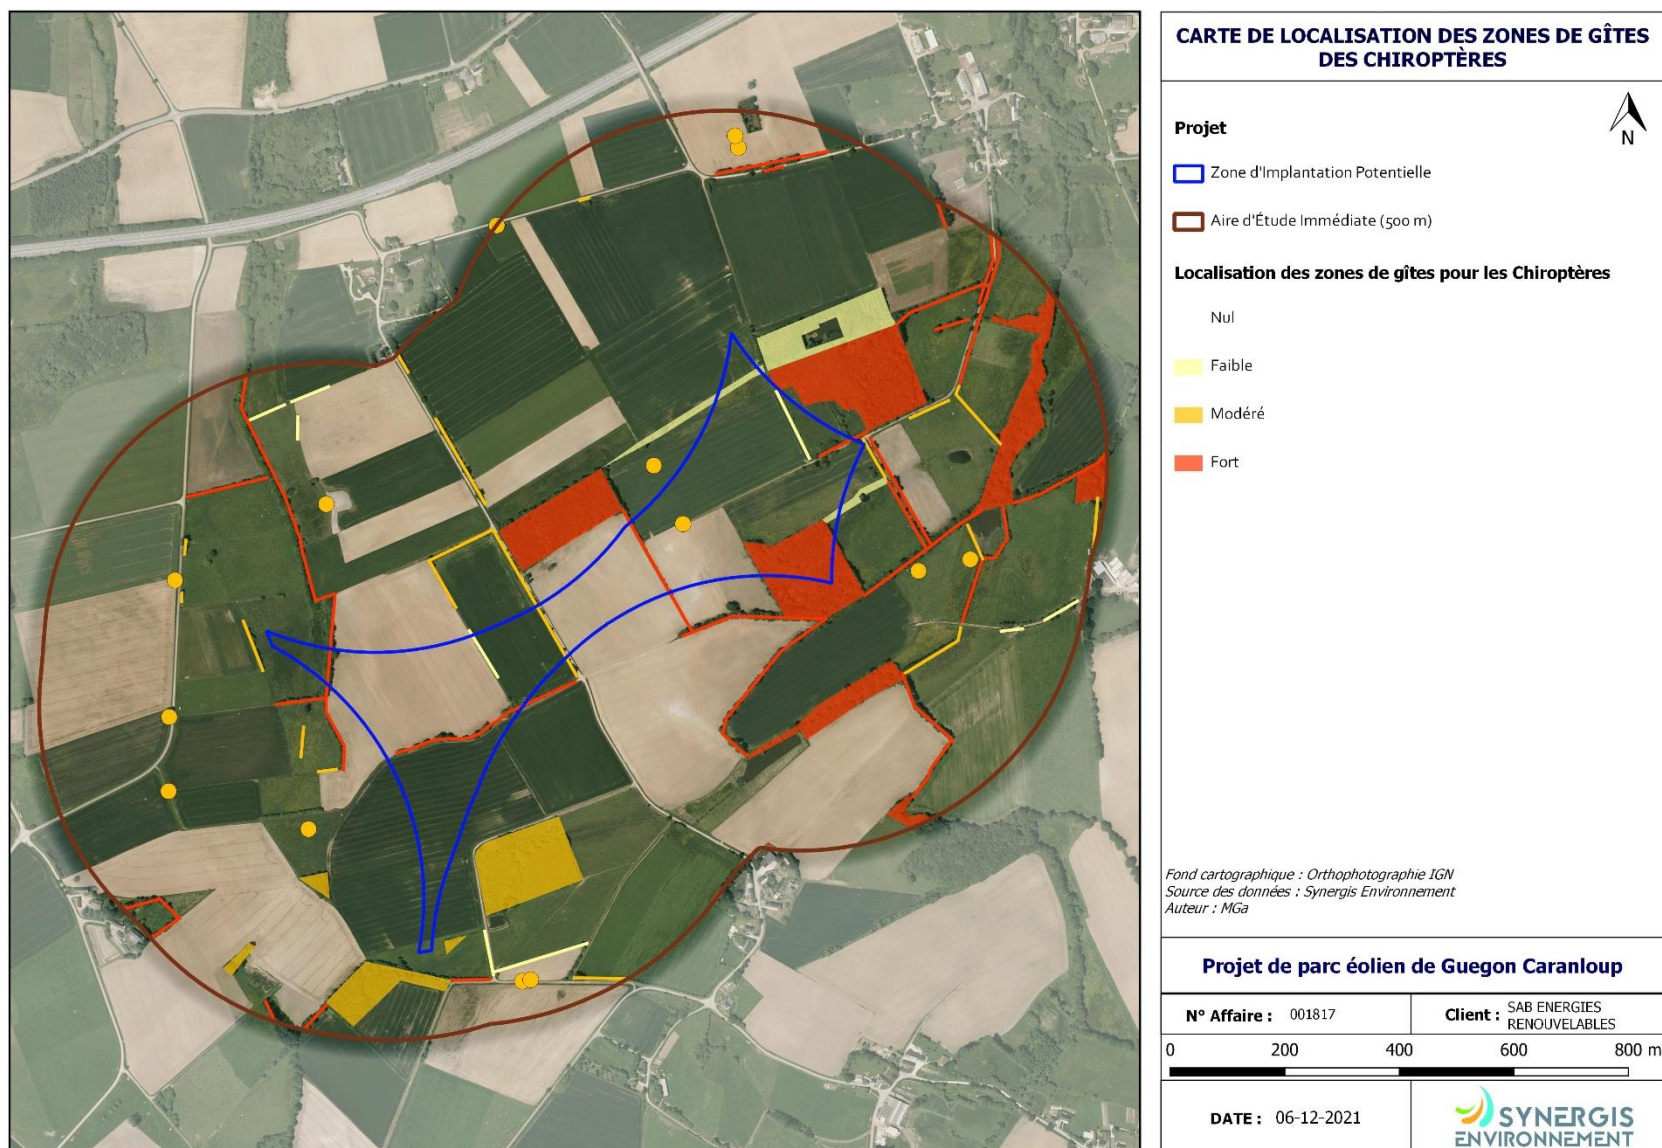 CARTE DE LOCALISATION DES ZONES DE GÎTES
DES CHIROPTÈRES
N
Projet
Zone d'Implantation Potentielle
Aire d'Étude Immédiate (500 m)
Localisation des zones de gîtes pour les Chiroptères
Nul
Faible
Modéré
Fort
Fond cartographique : Orthophotographie IGN
Source des données : Synergis Environnement
Auteur : MGa
Projet de parc éolien de Guegon Caranloup
N° Affaire : 001817
Client : SAB ENERGIES
RENOUVELABLES
0 200 400 600 800 m
DATE : 06-12-2021
SYNERGIS
ENVIRONNEMENT